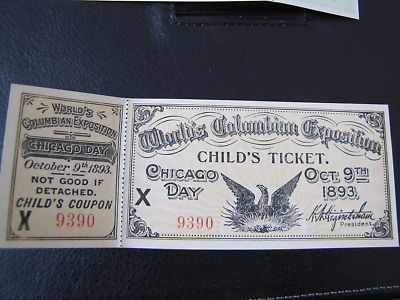 WORLD'S
COLUMBIAN EXPOSITION
CHICAGO DAY
October 9th 1893.
NOT GOOD IF
DETACHED.
CHILD'S COUPON
X 9390
World's Columbian Exposition
CHILD'S TICKET.
CHICAGO DAY
OCT. 9TH 1893.
X 9390
H.N. Higinbotham
President